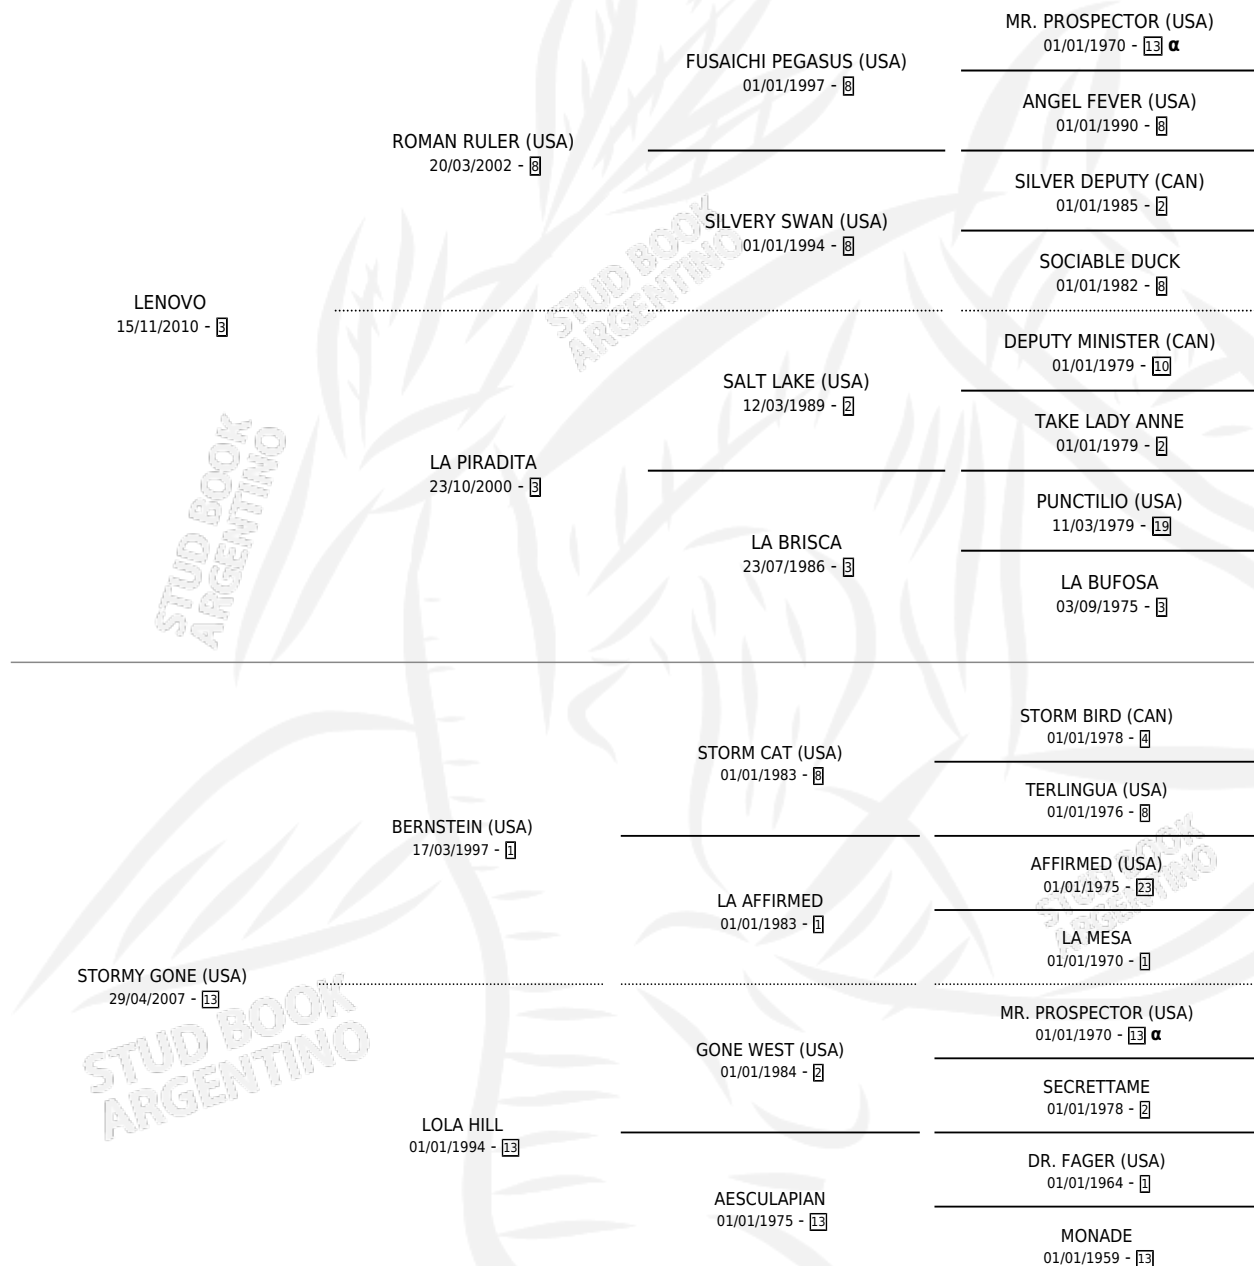 MR. PROSPECTOR (USA)
01/01/1970 - 13 α
FUSAICHI PEGASUS (USA)
01/01/1997 - 8
ANGEL FEVER (USA)
01/01/1990 - 8
ROMAN RULER (USA)
20/03/2002 - 8
SILVER DEPUTY (CAN)
01/01/1985 - 2
SILVERY SWAN (USA)
01/01/1994 - 8
SOCIABLE DUCK
01/01/1982 - 8
LENOVO
15/11/2010 - 3
DEPUTY MINISTER (CAN)
01/01/1979 - 10
SALT LAKE (USA)
12/03/1989 - 2
TAKE LADY ANNE
01/01/1979 - 2
LA PIRADITA
23/10/2000 - 3
PUNCTILIO (USA)
11/03/1979 - 19
LA BRISCA
23/07/1986 - 3
LA BUFOSA
03/09/1975 - 3
STORM BIRD (CAN)
01/01/1978 - 4
STORM CAT (USA)
01/01/1983 - 8
TERLINGUA (USA)
01/01/1976 - 8
BERNSTEIN (USA)
17/03/1997 - 1
AFFIRMED (USA)
01/01/1975 - 23
LA AFFIRMED
01/01/1983 - 1
LA MESA
01/01/1970 - 1
STORMY GONE (USA)
29/04/2007 - 13
MR. PROSPECTOR (USA)
01/01/1970 - 13 α
GONE WEST (USA)
01/01/1984 - 2
SECRETTAME
01/01/1978 - 2
LOLA HILL
01/01/1994 - 13
DR. FAGER (USA)
01/01/1964 - 1
AESCULAPIAN
01/01/1975 - 13
MONADE
01/01/1959 - 13
STUD BOOK
ARGENTINO
STUD BOOK
ARGENTINO
STUD BOOK
ARGENTINO
STUD BOOK
ARGENTINO